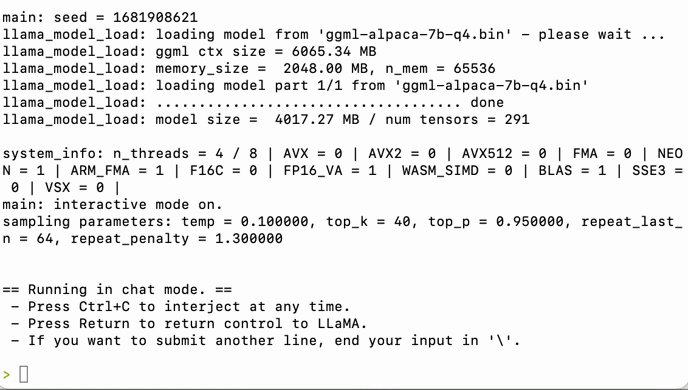 main: seed = 1681908621
llama_model_load: loading model from 'ggml-alpaca-7b-q4.bin' - please wait ...
llama_model_load: ggml ctx size = 6065.34 MB
llama_model_load: memory_size =  2048.00 MB, n_mem = 65536
llama_model_load: loading model part 1/1 from 'ggml-alpaca-7b-q4.bin'
llama_model_load: .................................... done
llama_model_load: model size =  4017.27 MB / num tensors = 291

system_info: n_threads = 4 / 8 | AVX = 0 | AVX2 = 0 | AVX512 = 0 | FMA = 0 | NEO
N = 1 | ARM_FMA = 1 | F16C = 0 | FP16_VA = 1 | WASM_SIMD = 0 | BLAS = 1 | SSE3 =
 0 | VSX = 0 |
main: interactive mode on.
sampling parameters: temp = 0.100000, top_k = 40, top_p = 0.950000, repeat_last_
n = 64, repeat_penalty = 1.300000

== Running in chat mode. ==
 - Press Ctrl+C to interject at any time.
 - Press Return to return control to LLaMA.
 - If you want to submit another line, end your input in '\'.

>